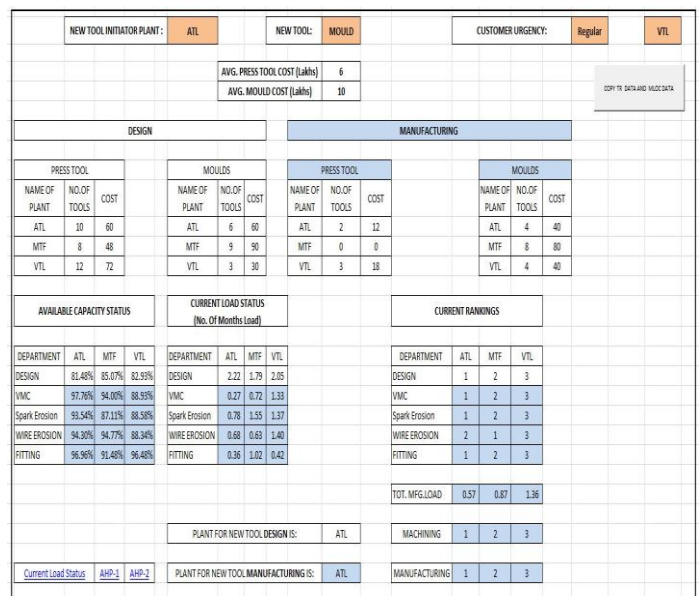 NEW TOOL INITIATOR PLANT : ATL NEW TOOL: MOULD CUSTOMER URGENCY: Regular VTL
AVG. PRESS TOOL COST (Lakhs) 6
AVG. MOULD COST (Lakhs) 10
COPY TR DATA AND MLOC DATA
DESIGN MANUFACTURING
PRESS TOOL MOULDS PRESS TOOL MOULDS
NAME OF PLANT NO.OF TOOLS COST NAME OF PLANT NO.OF TOOLS COST NAME OF PLANT NO.OF TOOLS COST NAME OF PLANT NO.OF TOOLS COST
ATL 10 60 ATL 6 60 ATL 2 12 ATL 4 40
MTF 8 48 MTF 9 90 MTF 0 0 MTF 8 80
VTL 12 72 VTL 3 30 VTL 3 18 VTL 4 40
AVAILABLE CAPACITY STATUS CURRENT LOAD STATUS CURRENT RANKINGS
(No. Of Months Load)
DEPARTMENT ATL MTF VTL DEPARTMENT ATL MTF VTL DEPARTMENT ATL MTF VTL
DESIGN 81.48% 85.07% 82.93% DESIGN 2.22 1.79 2.05 DESIGN 1 2 3
VMC 97.76% 94.00% 88.93% VMC 0.27 0.72 1.33 VMC 1 2 3
Spark Erosion 93.54% 87.11% 88.58% Spark Erosion 0.78 1.55 1.37 Spark Erosion 1 2 3
WIRE EROSION 94.30% 94.77% 88.34% WIRE EROSION 0.68 0.63 1.40 WIRE EROSION 2 1 3
FITTING 96.96% 91.48% 96.48% FITTING 0.36 1.02 0.42 FITTING 1 2 3
TOT. MFG.LOAD 0.57 0.87 1.36
PLANT FOR NEW TOOL DESIGN IS: ATL MACHINING 1 2 3
Current Load Status AHP-1 AHP-2 PLANT FOR NEW TOOL MANUFACTURING IS: ATL MANUFACTURING 1 2 3